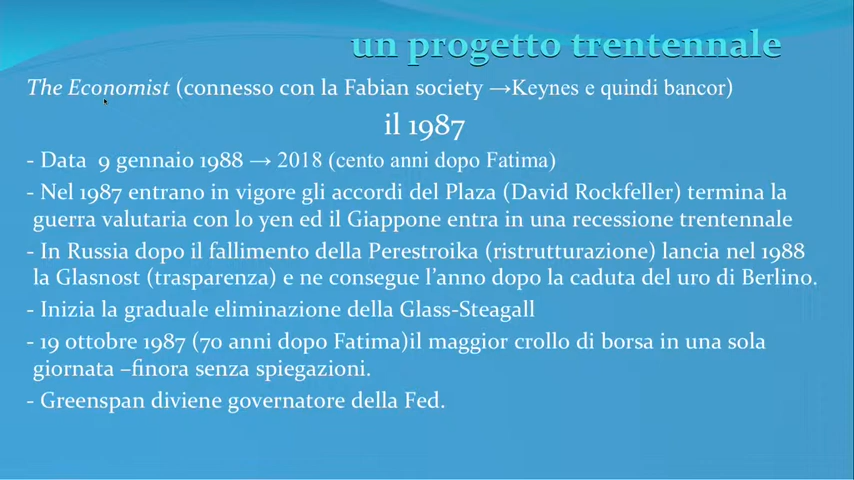 un progetto trentennale
The Economist (connesso con la Fabian society →Keynes e quindi bancor)
il 1987
- Data 9 gennaio 1988 → 2018 (cento anni dopo Fatima)
- Nel 1987 entrano in vigore gli accordi del Plaza (David Rockfeller) termina la
guerra valutaria con lo yen ed il Giappone entra in una recessione trentennale
- In Russia dopo il fallimento della Perestroika (ristrutturazione) lancia nel 1988
la Glasnost (trasparenza) e ne consegue l'anno dopo la caduta del uro di Berlino.
- Inizia la graduale eliminazione della Glass-Steagall
- 19 ottobre 1987 (70 anni dopo Fatima)il maggior crollo di borsa in una sola
giornata –finora senza spiegazioni.
- Greenspan diviene governatore della Fed.